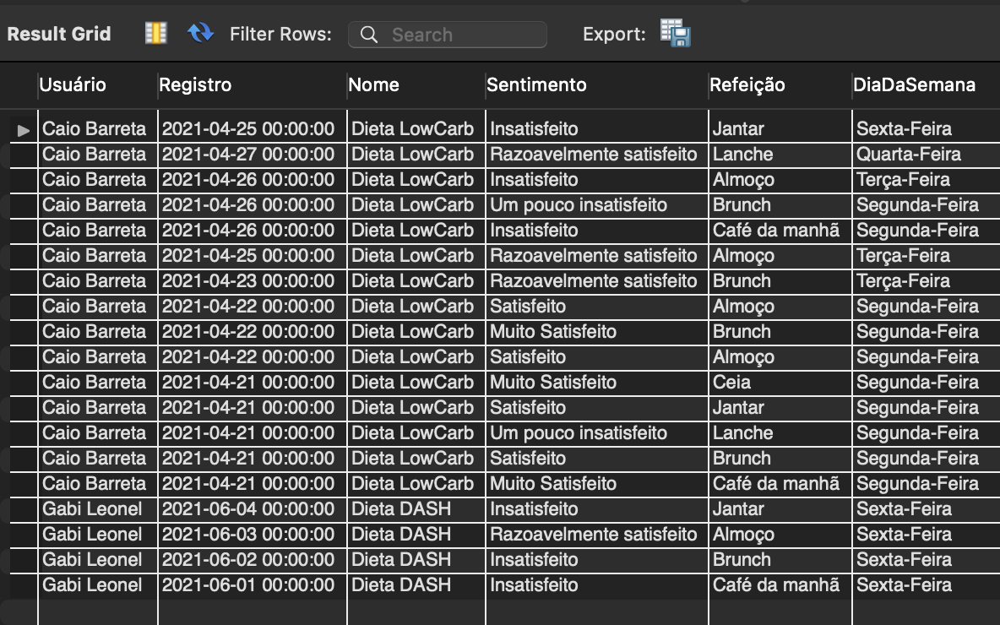 Result Grid Filter Rows: Search Export:
Usuário Registro Nome Sentimento Refeição DiaDaSemana
Caio Barreta 2021-04-25 00:00:00 Dieta LowCarb Insatisfeito Jantar Sexta-Feira
Caio Barreta 2021-04-27 00:00:00 Dieta LowCarb Razoavelmente satisfeito Lanche Quarta-Feira
Caio Barreta 2021-04-26 00:00:00 Dieta LowCarb Insatisfeito Almoço Terça-Feira
Caio Barreta 2021-04-26 00:00:00 Dieta LowCarb Um pouco insatisfeito Brunch Segunda-Feira
Caio Barreta 2021-04-26 00:00:00 Dieta LowCarb Insatisfeito Café da manhã Segunda-Feira
Caio Barreta 2021-04-25 00:00:00 Dieta LowCarb Razoavelmente satisfeito Almoço Terça-Feira
Caio Barreta 2021-04-23 00:00:00 Dieta LowCarb Razoavelmente satisfeito Brunch Terça-Feira
Caio Barreta 2021-04-22 00:00:00 Dieta LowCarb Satisfeito Almoço Segunda-Feira
Caio Barreta 2021-04-22 00:00:00 Dieta LowCarb Muito Satisfeito Brunch Segunda-Feira
Caio Barreta 2021-04-22 00:00:00 Dieta LowCarb Satisfeito Almoço Segunda-Feira
Caio Barreta 2021-04-21 00:00:00 Dieta LowCarb Muito Satisfeito Ceia Segunda-Feira
Caio Barreta 2021-04-21 00:00:00 Dieta LowCarb Satisfeito Jantar Segunda-Feira
Caio Barreta 2021-04-21 00:00:00 Dieta LowCarb Um pouco insatisfeito Lanche Segunda-Feira
Caio Barreta 2021-04-21 00:00:00 Dieta LowCarb Satisfeito Brunch Segunda-Feira
Caio Barreta 2021-04-21 00:00:00 Dieta LowCarb Muito Satisfeito Café da manhã Segunda-Feira
Gabi Leonel 2021-06-04 00:00:00 Dieta DASH Insatisfeito Jantar Sexta-Feira
Gabi Leonel 2021-06-03 00:00:00 Dieta DASH Razoavelmente satisfeito Almoço Sexta-Feira
Gabi Leonel 2021-06-02 00:00:00 Dieta DASH Insatisfeito Brunch Sexta-Feira
Gabi Leonel 2021-06-01 00:00:00 Dieta DASH Insatisfeito Café da manhã Sexta-Feira